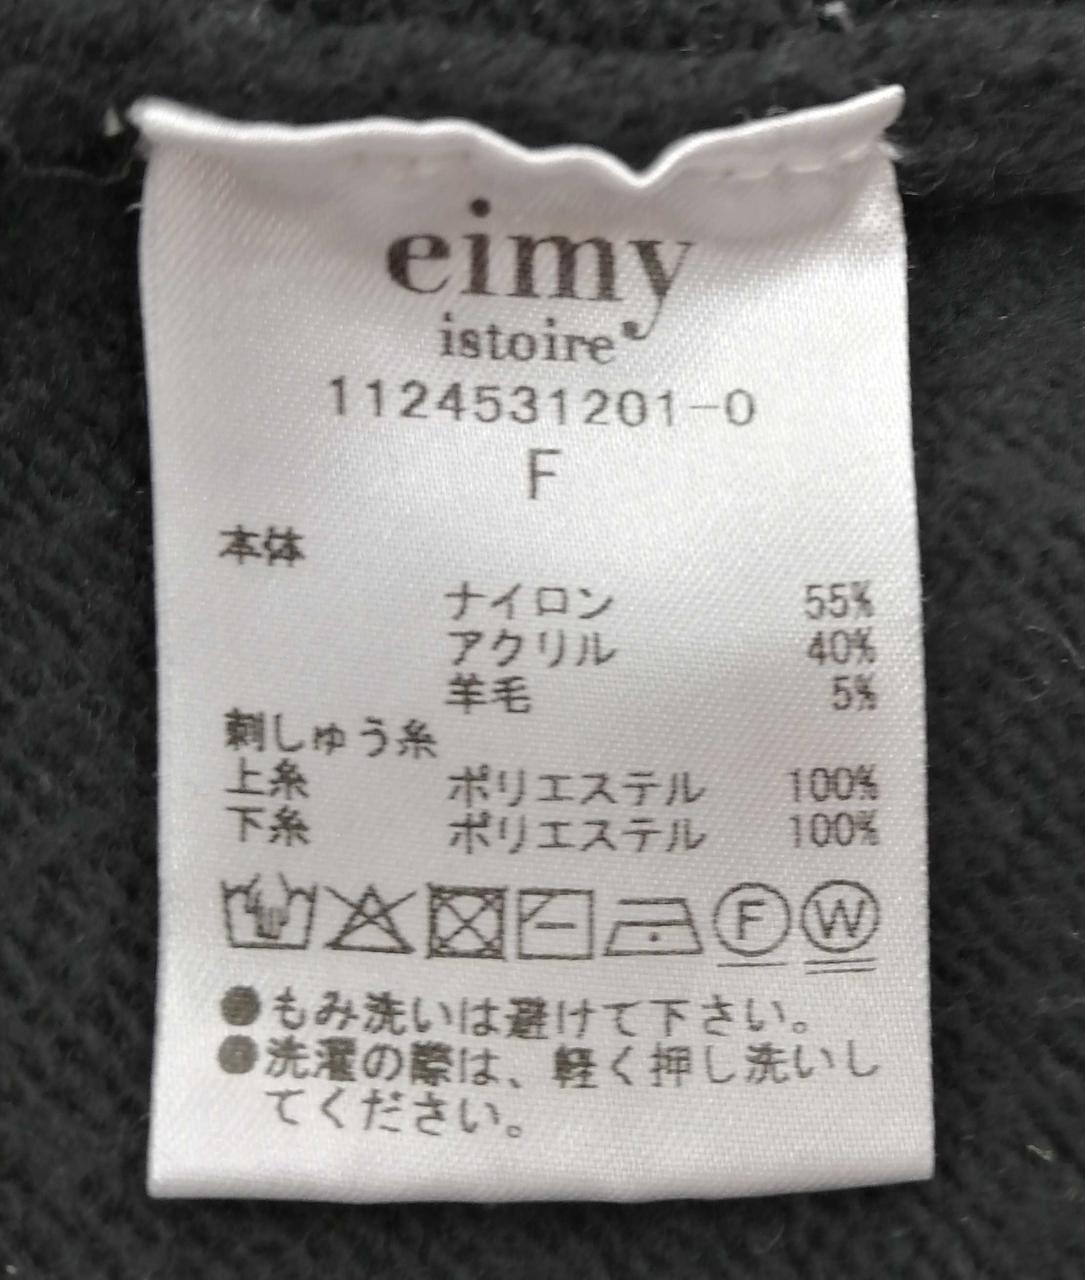 eimy
istoire
1124531201-0
F
本体
ナイロン 55%
アクリル 40%
羊毛 5%
刺しゅう糸
上糸 ポリエステル 100%
下糸 ポリエステル 100%
F W
●もみ洗いは避けて下さい。
●洗濯の際は、軽く押し洗いし
てください。